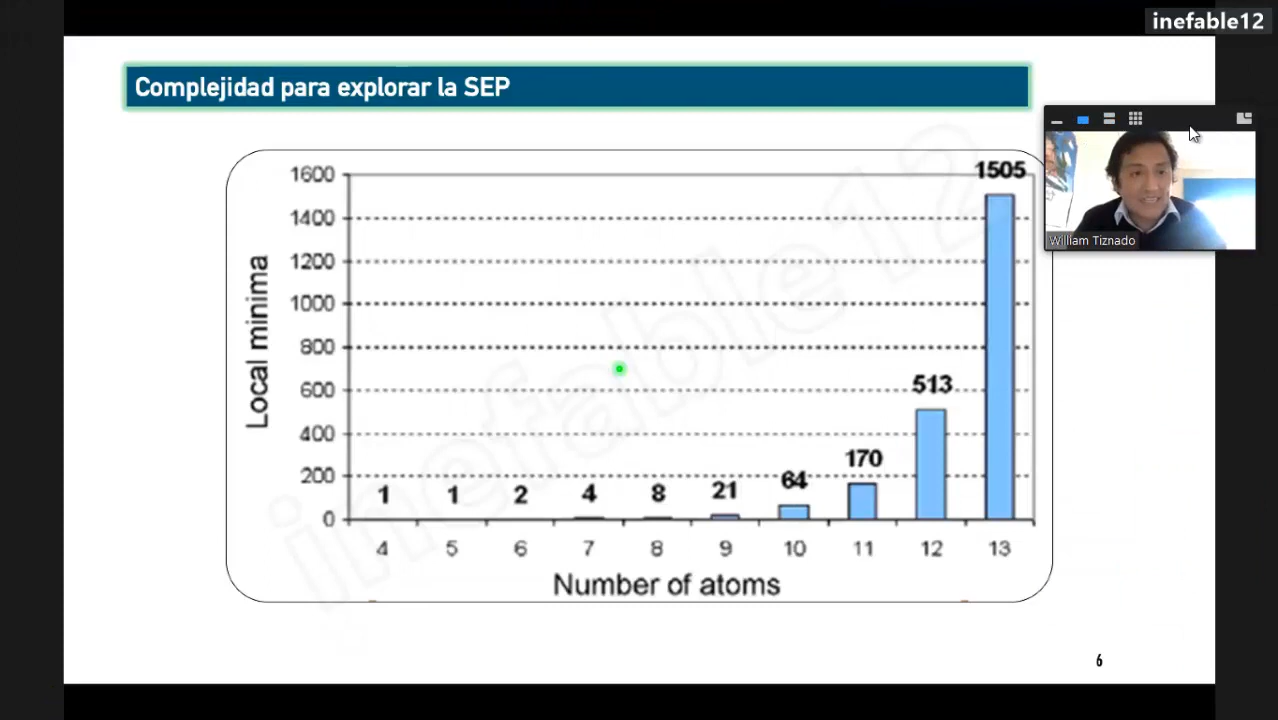 inefable12
Complejidad para explorar la SEP
William Tiznado
Local minima
1600
1400
1200
1000
800
600
400
200
0
1
1
2
4
8
21
64
170
513
1505
4 5 6 7 8 9 10 11 12 13
Number of atoms
inefable12
6